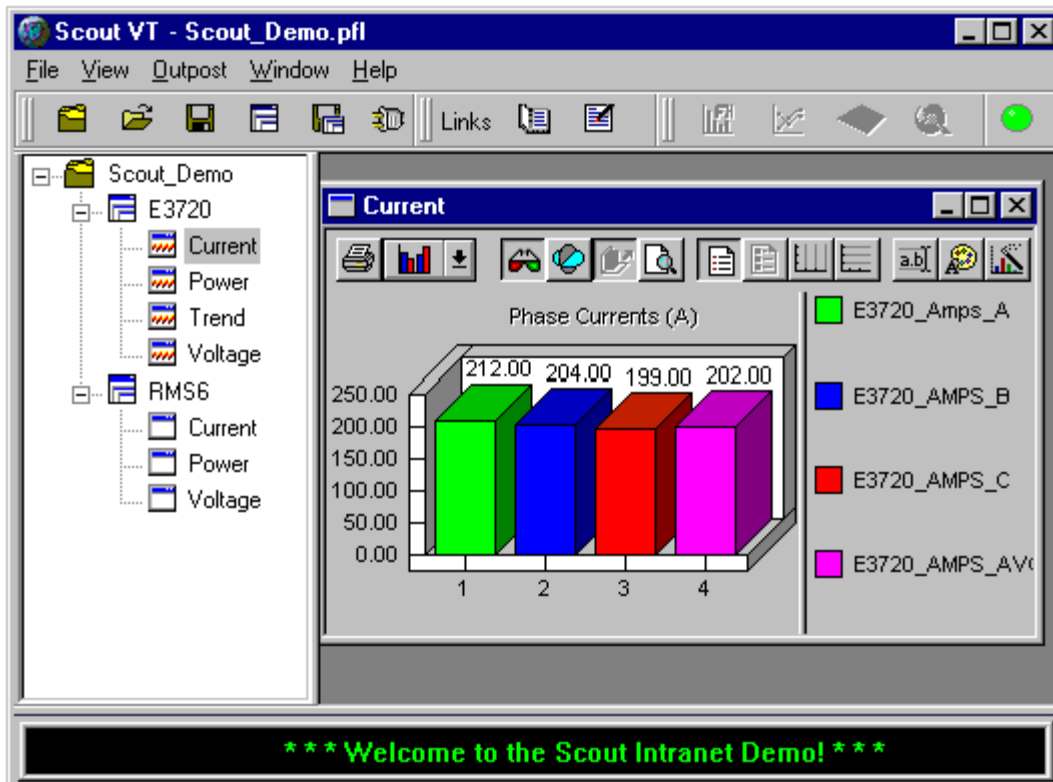 Scout VT - Scout_Demo.pfl
File View Outpost Window Help
Links
Scout_Demo
E3720
Current
Power
Trend
Voltage
RMS6
Current
Power
Voltage
Current
a.b
Phase Currents (A)
212.00 204.00 199.00 202.00
250.00
200.00
150.00
100.00
50.00
0.00
1 2 3 4
E3720_Amps_A
E3720_AMPS_B
E3720_AMPS_C
E3720_AMPS_AV
* * * Welcome to the Scout Intranet Demo! * * *